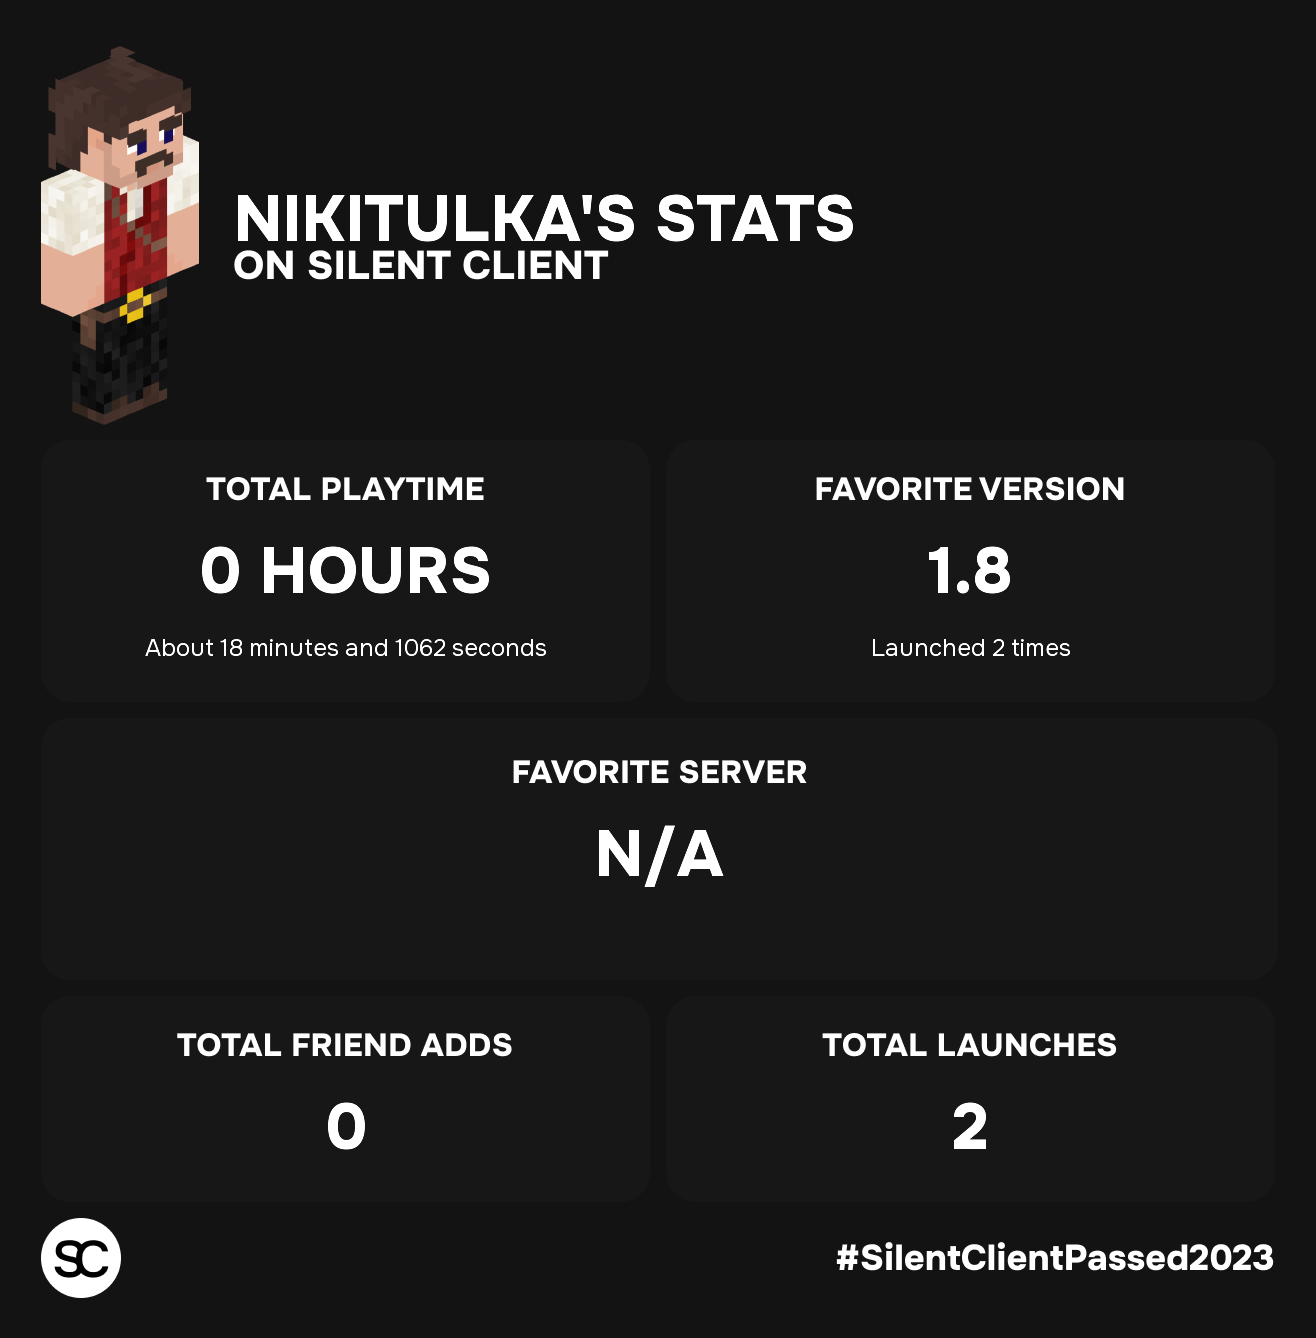 NIKITULKA'S STATS
ON SILENT CLIENT
TOTAL PLAYTIME
0 HOURS
About 18 minutes and 1062 seconds
FAVORITE VERSION
1.8
Launched 2 times
FAVORITE SERVER
N/A
TOTAL FRIEND ADDS
0
TOTAL LAUNCHES
2
SC
#SilentClientPassed2023